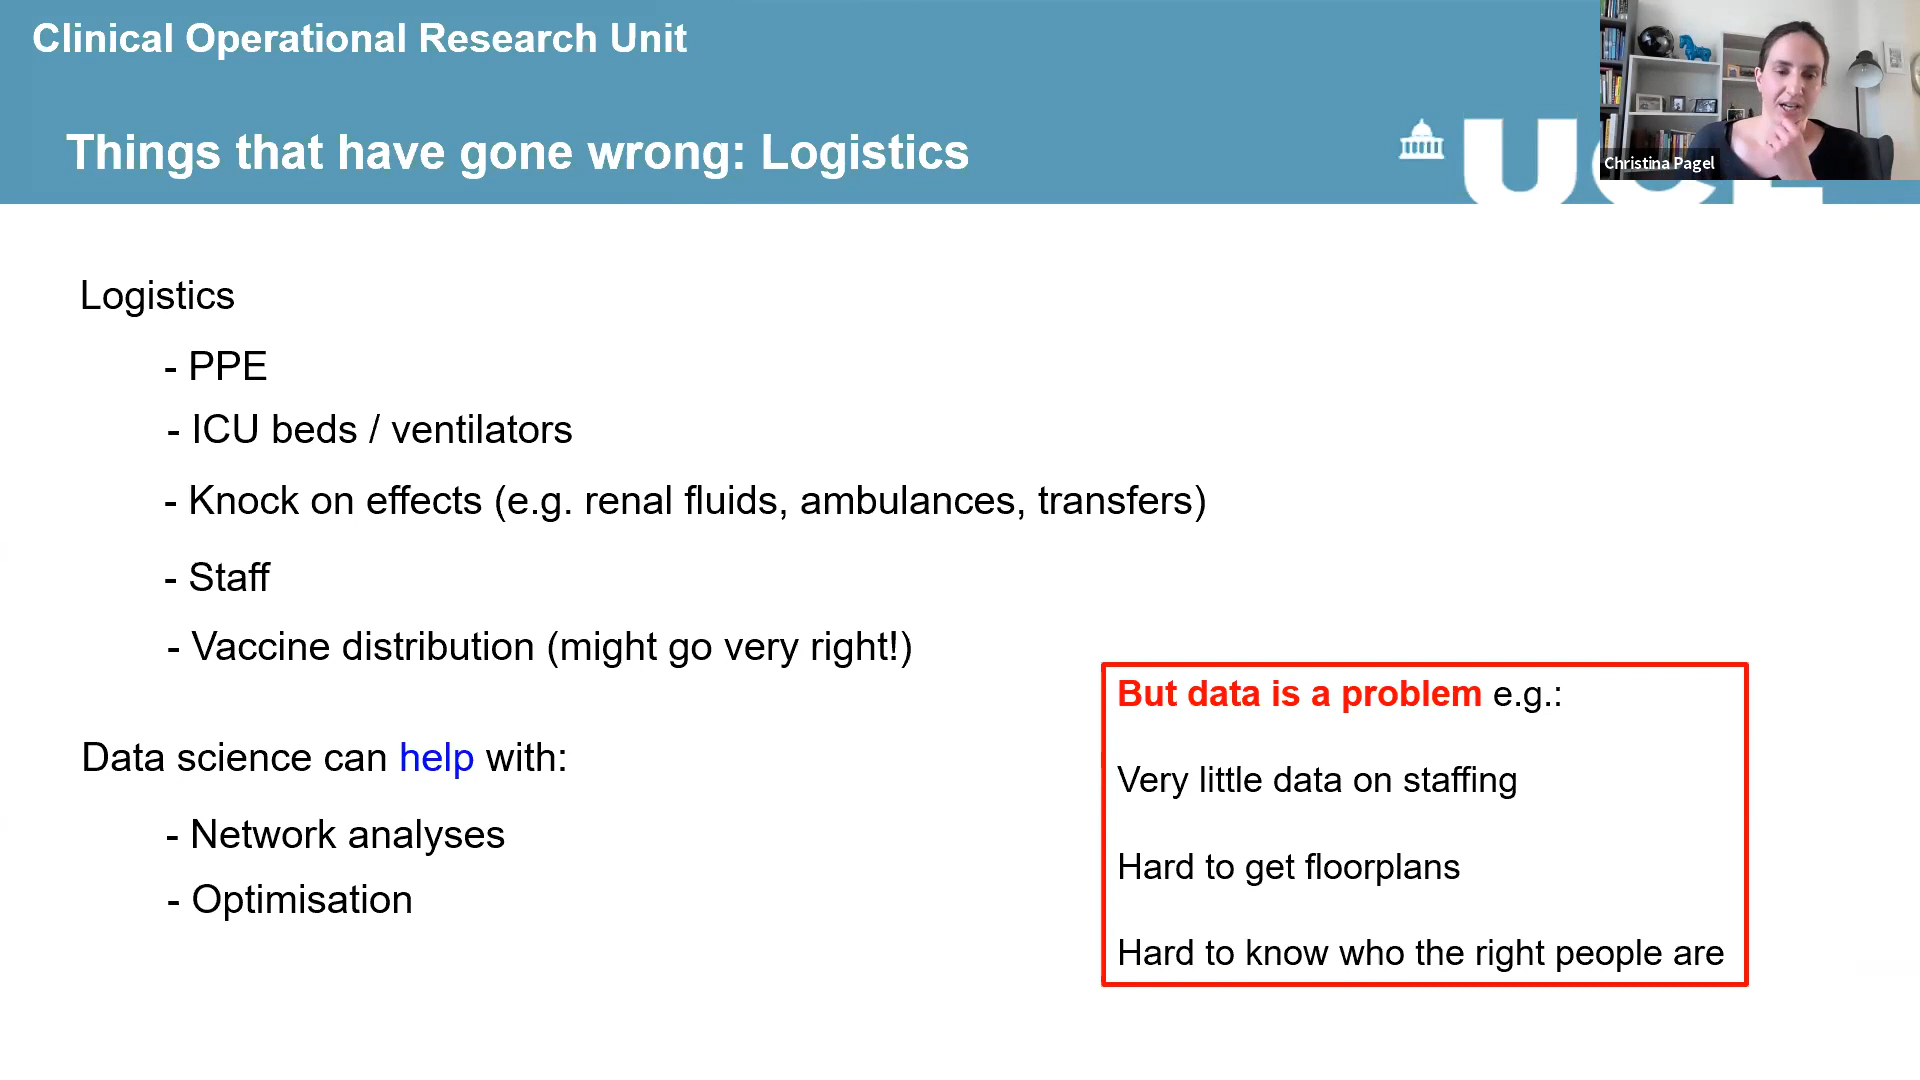 Clinical Operational Research Unit
Things that have gone wrong: Logistics
UCL
Christina Pagel
Logistics
- PPE
- ICU beds / ventilators
- Knock on effects (e.g. renal fluids, ambulances, transfers)
- Staff
- Vaccine distribution (might go very right!)
Data science can help with:
- Network analyses
- Optimisation
But data is a problem e.g.:
Very little data on staffing
Hard to get floorplans
Hard to know who the right people are